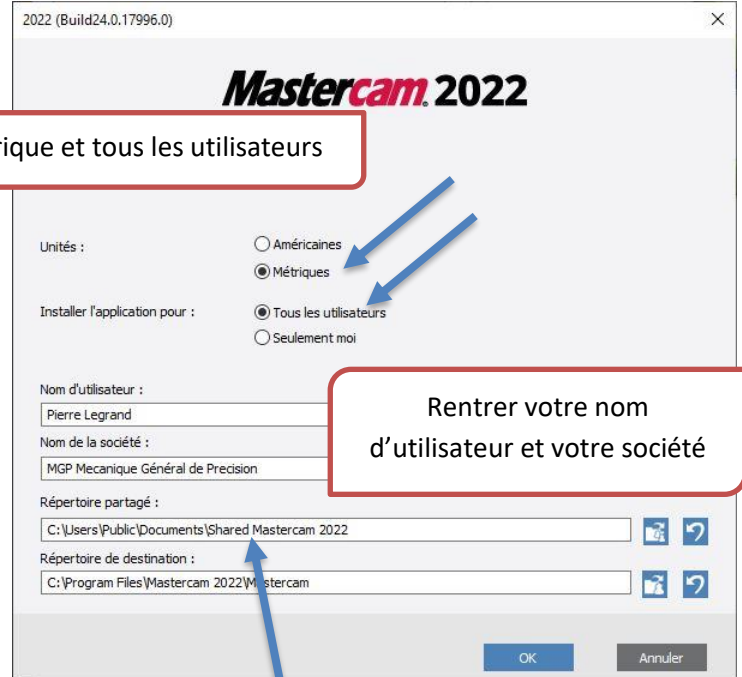 2022 (Build24.0.17996.0)
Mastercam. 2022
rique et tous les utilisateurs
Unités :
Américaines
Métriques
Installer l'application pour :
Tous les utilisateurs
Seulement moi
Nom d'utilisateur :
Pierre Legrand
Rentrer votre nom
d’utilisateur et votre société
Nom de la société :
MGP Mecanique Général de Precision
Répertoire partagé :
C:\Users\Public\Documents\Shared Mastercam 2022
Répertoire de destination :
C:\Program Files\Mastercam 2022\Mastercam
OK
Annuler